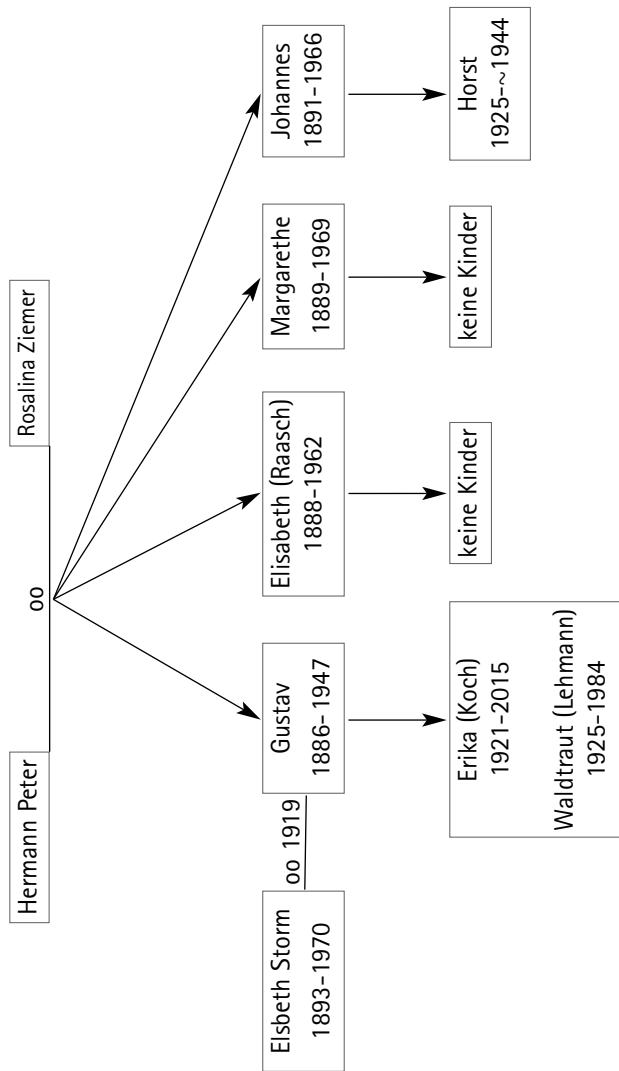 Hermann Peter
oo
Rosalina Ziemer
Elsbeth Storm
1893-1970
oo 1919
Gustav
1886-1947
Elisabeth (Raasch)
1888-1962
Margarethe
1889-1969
Johannes
1891-1966
Erika (Koch)
1921-2015
Waldtraut (Lehmann)
1925-1984
keine Kinder
keine Kinder
Horst
1925-~1944